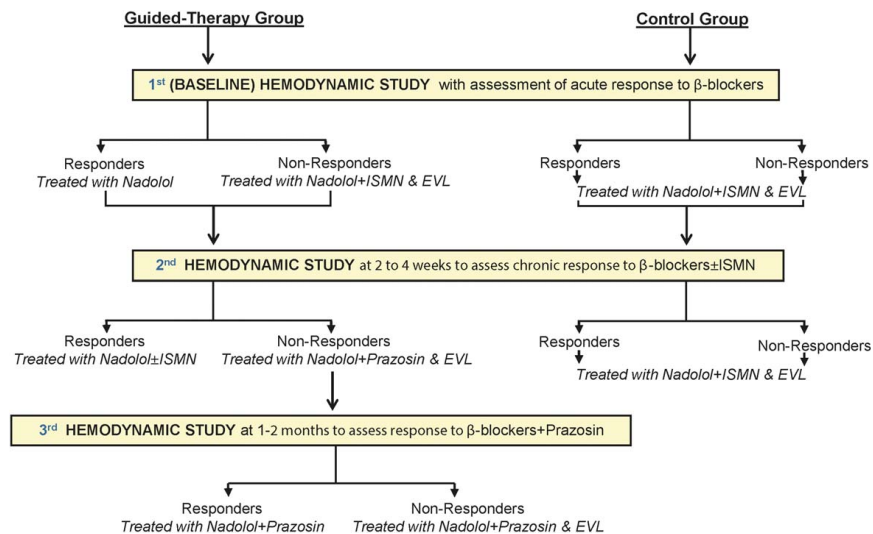 Guided-Therapy Group
Control Group
1st (BASELINE) HEMODYNAMIC STUDY with assessment of acute response to β-blockers
Responders
Treated with Nadolol
Non-Responders
Treated with Nadolol+ISMN & EVL
Responders
Non-Responders
Treated with Nadolol+ISMN & EVL
2nd HEMODYNAMIC STUDY at 2 to 4 weeks to assess chronic response to β-blockers±ISMN
Responders
Treated with Nadolol±ISMN
Non-Responders
Treated with Nadolol+Prazosin & EVL
Responders
Non-Responders
Treated with Nadolol+ISMN & EVL
3rd HEMODYNAMIC STUDY at 1-2 months to assess response to β-blockers+Prazosin
Responders
Treated with Nadolol+Prazosin
Non-Responders
Treated with Nadolol+Prazosin & EVL